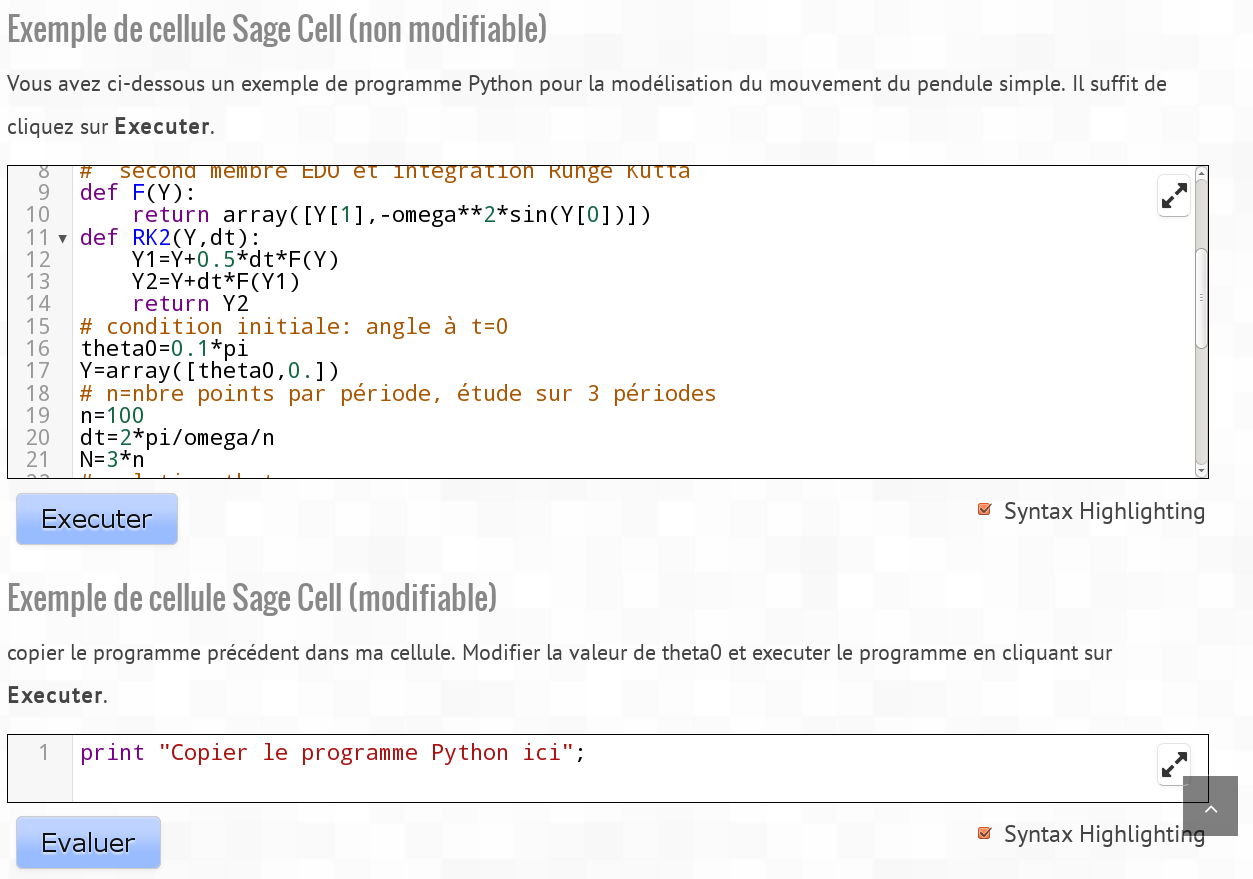 Exemple de cellule Sage Cell (non modifiable)
Vous avez ci-dessous un exemple de programme Python pour la modélisation du mouvement du pendule simple. Il suffit de
cliquez sur Executer.
8 #  second membre EDO et integration Runge Kutta
9 def F(Y):
10     return array([Y[1],-omega**2*sin(Y[0])])
11 ▾ def RK2(Y,dt):
12     Y1=Y+0.5*dt*F(Y)
13     Y2=Y+dt*F(Y1)
14     return Y2
15 # condition initiale: angle à t=0
16 theta0=0.1*pi
17 Y=array([theta0,0.])
18 # n=nbre points par période, étude sur 3 périodes
19 n=100
20 dt=2*pi/omega/n
21 N=3*n
Executer
Syntax Highlighting
Exemple de cellule Sage Cell (modifiable)
copier le programme précédent dans ma cellule. Modifier la valeur de theta0 et executer le programme en cliquant sur
Executer.
1 print "Copier le programme Python ici";
Evaluer
Syntax Highlighting